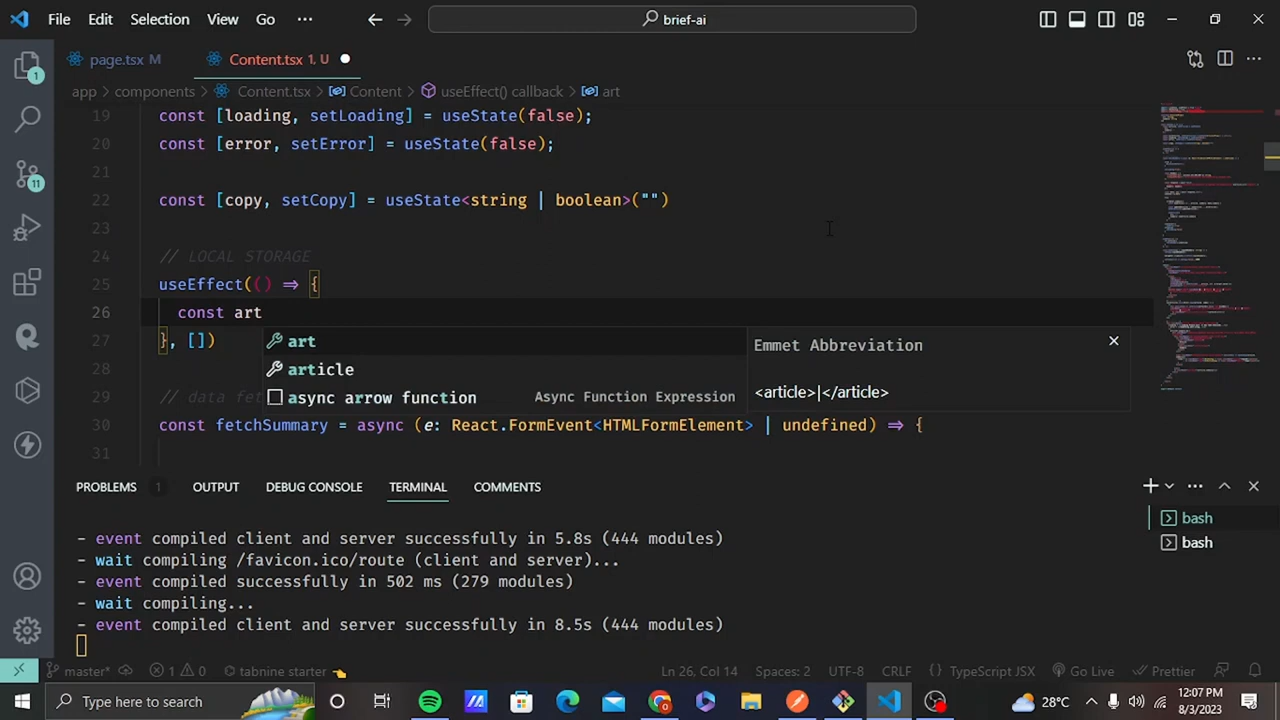 File Edit Selection View Go ··· brief-ai
page.tsx M Content.tsx 1, U
app > components > Content.tsx > Content > useEffect() callback > art
19 const [loading, setLoading] = useState(false);
20 const [error, setError] = useState(false);
21
22 const [copy, setCopy] = useState<string | boolean>("")
23
24 // LOCAL STORAGE
25 useEffect(() => {
26 const art
27 }, [])
art
article
async arrow function Async Function Expression
Emmet Abbreviation
<article>|</article>
28
29 // data fet
30 const fetchSummary = async (e: React.FormEvent<HTMLFormElement> | undefined) => {
31
PROBLEMS 1 OUTPUT DEBUG CONSOLE TERMINAL COMMENTS
- event compiled client and server successfully in 5.8s (444 modules)
- wait compiling /favicon.ico/route (client and server)...
- event compiled successfully in 502 ms (279 modules)
- wait compiling...
- event compiled client and server successfully in 8.5s (444 modules)
bash
bash
1
11
master* 1 0 tabnine starter Ln 26, Col 14 Spaces: 2 UTF-8 CRLF {} TypeScript JSX Go Live Prettier
Type here to search 28°C 12:07 PM
8/3/2023